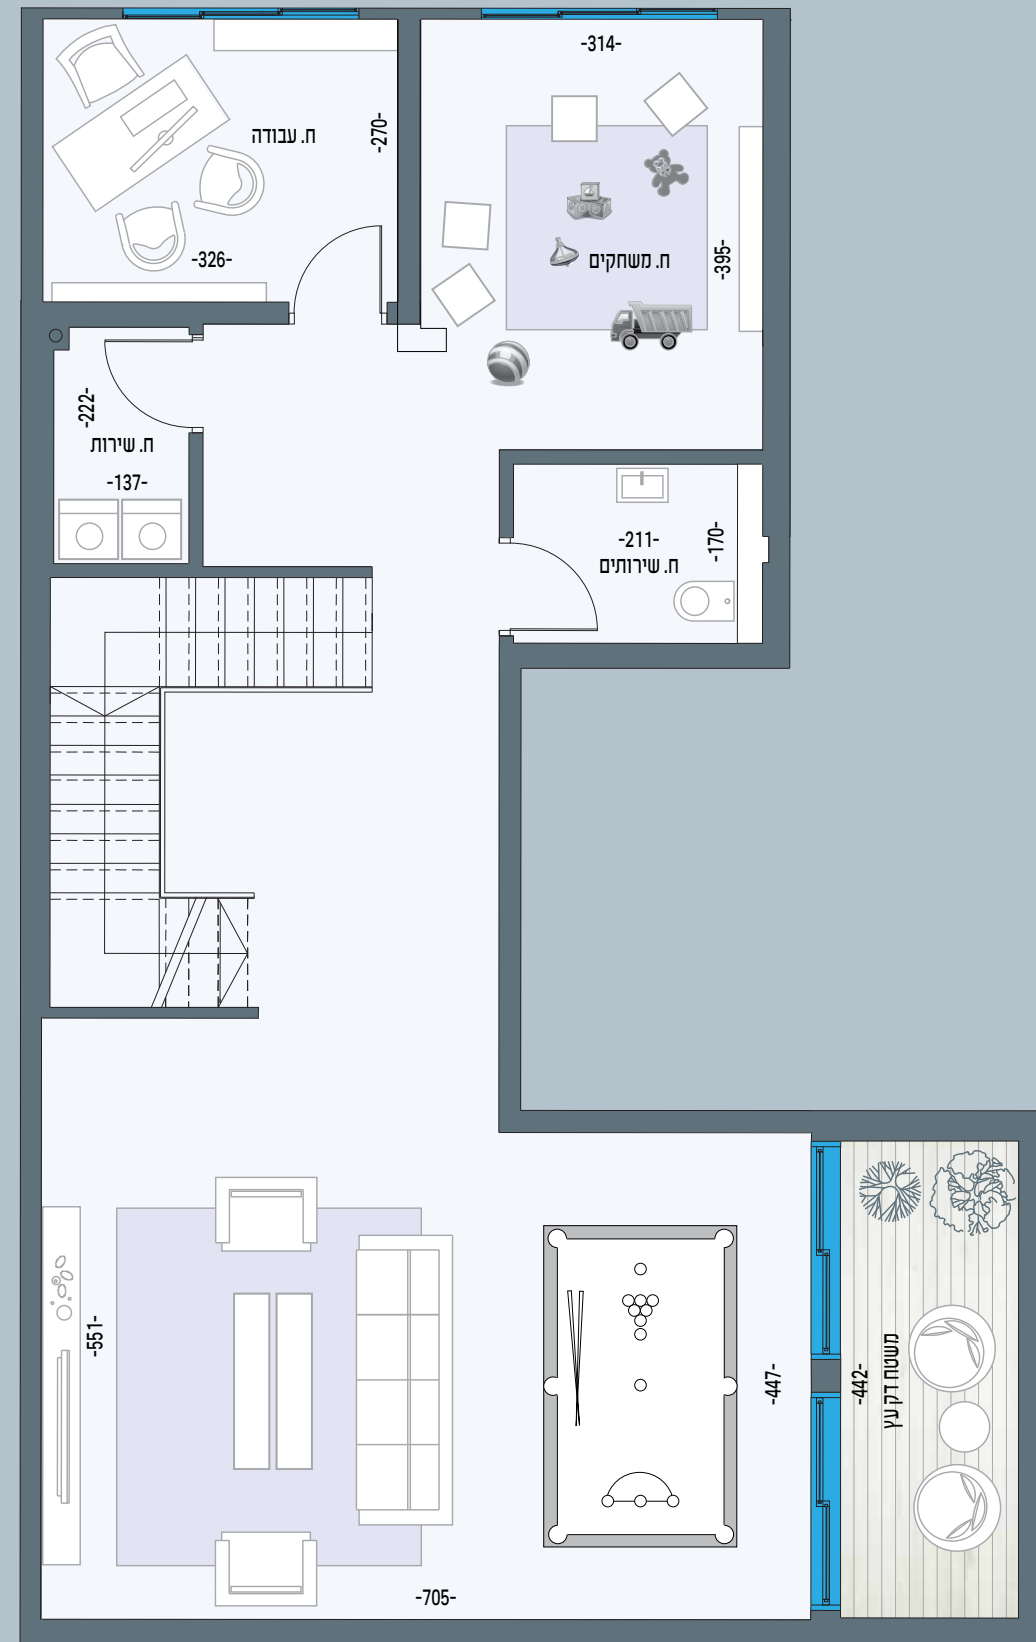 -314-
ח. עבודה
-270-
-326-
ח. משחקים
-395-
-222-
ח. שירות
-137-
-211-
ח. שירותים
-170-
-551-
-447-
-442-
משטח דק עץ
-705-